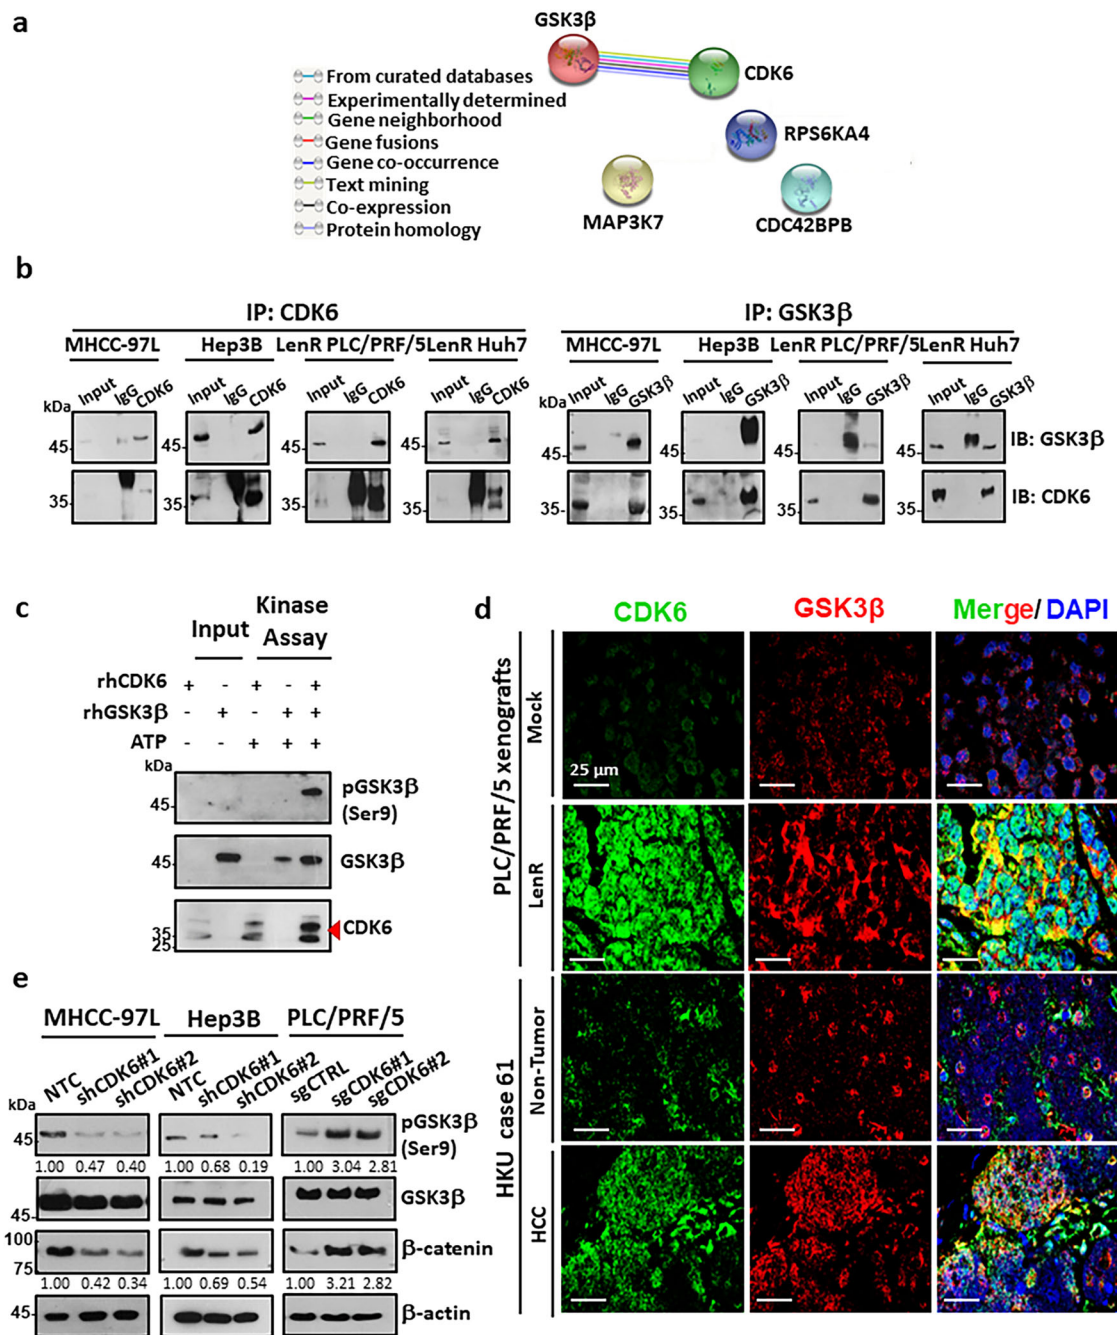 a
GSK3β
CDK6
RPS6KA4
MAP3K7
CDC42BPB
From curated databases
Experimentally determined
Gene neighborhood
Gene fusions
Gene co-occurrence
Text mining
Co-expression
Protein homology
b
IP: CDK6
MHCC-97L Hep3B LenR PLC/PRF/5 LenR Huh7
Input IgG CDK6 Input IgG CDK6 Input IgG CDK6 Input IgG CDK6
kDa
45- 45- 45- 45-
35- 35- 35- 35-
IP: GSK3β
MHCC-97L Hep3B LenR PLC/PRF/5 LenR Huh7
Input IgG GSK3β Input IgG GSK3β Input IgG GSK3β Input IgG GSK3β
kDa
45- 45- 45- 45- IB: GSK3β
35- 35- 35- 35- IB: CDK6
c
Input Kinase Assay
rhCDK6 + - + - +
rhGSK3β - + - + +
ATP - - + + +
kDa
45- pGSK3β (Ser9)
45- GSK3β
35- CDK6
25-
d
CDK6 GSK3β Merge/ DAPI
PLC/PRF/5 xenografts
Mock
25 μm
LenR
HKU case 61
Non-Tumor
HCC
e
MHCC-97L Hep3B PLC/PRF/5
NTC shCDK6#1 shCDK6#2 NTC shCDK6#1 shCDK6#2 sgCTRL sgCDK6#1 sgCDK6#2
kDa
45- pGSK3β (Ser9)
1.00 0.47 0.40 1.00 0.68 0.19 1.00 3.04 2.81
45- GSK3β
100- β-catenin
75-
1.00 0.42 0.34 1.00 0.69 0.54 1.00 3.21 2.82
45- β-actin